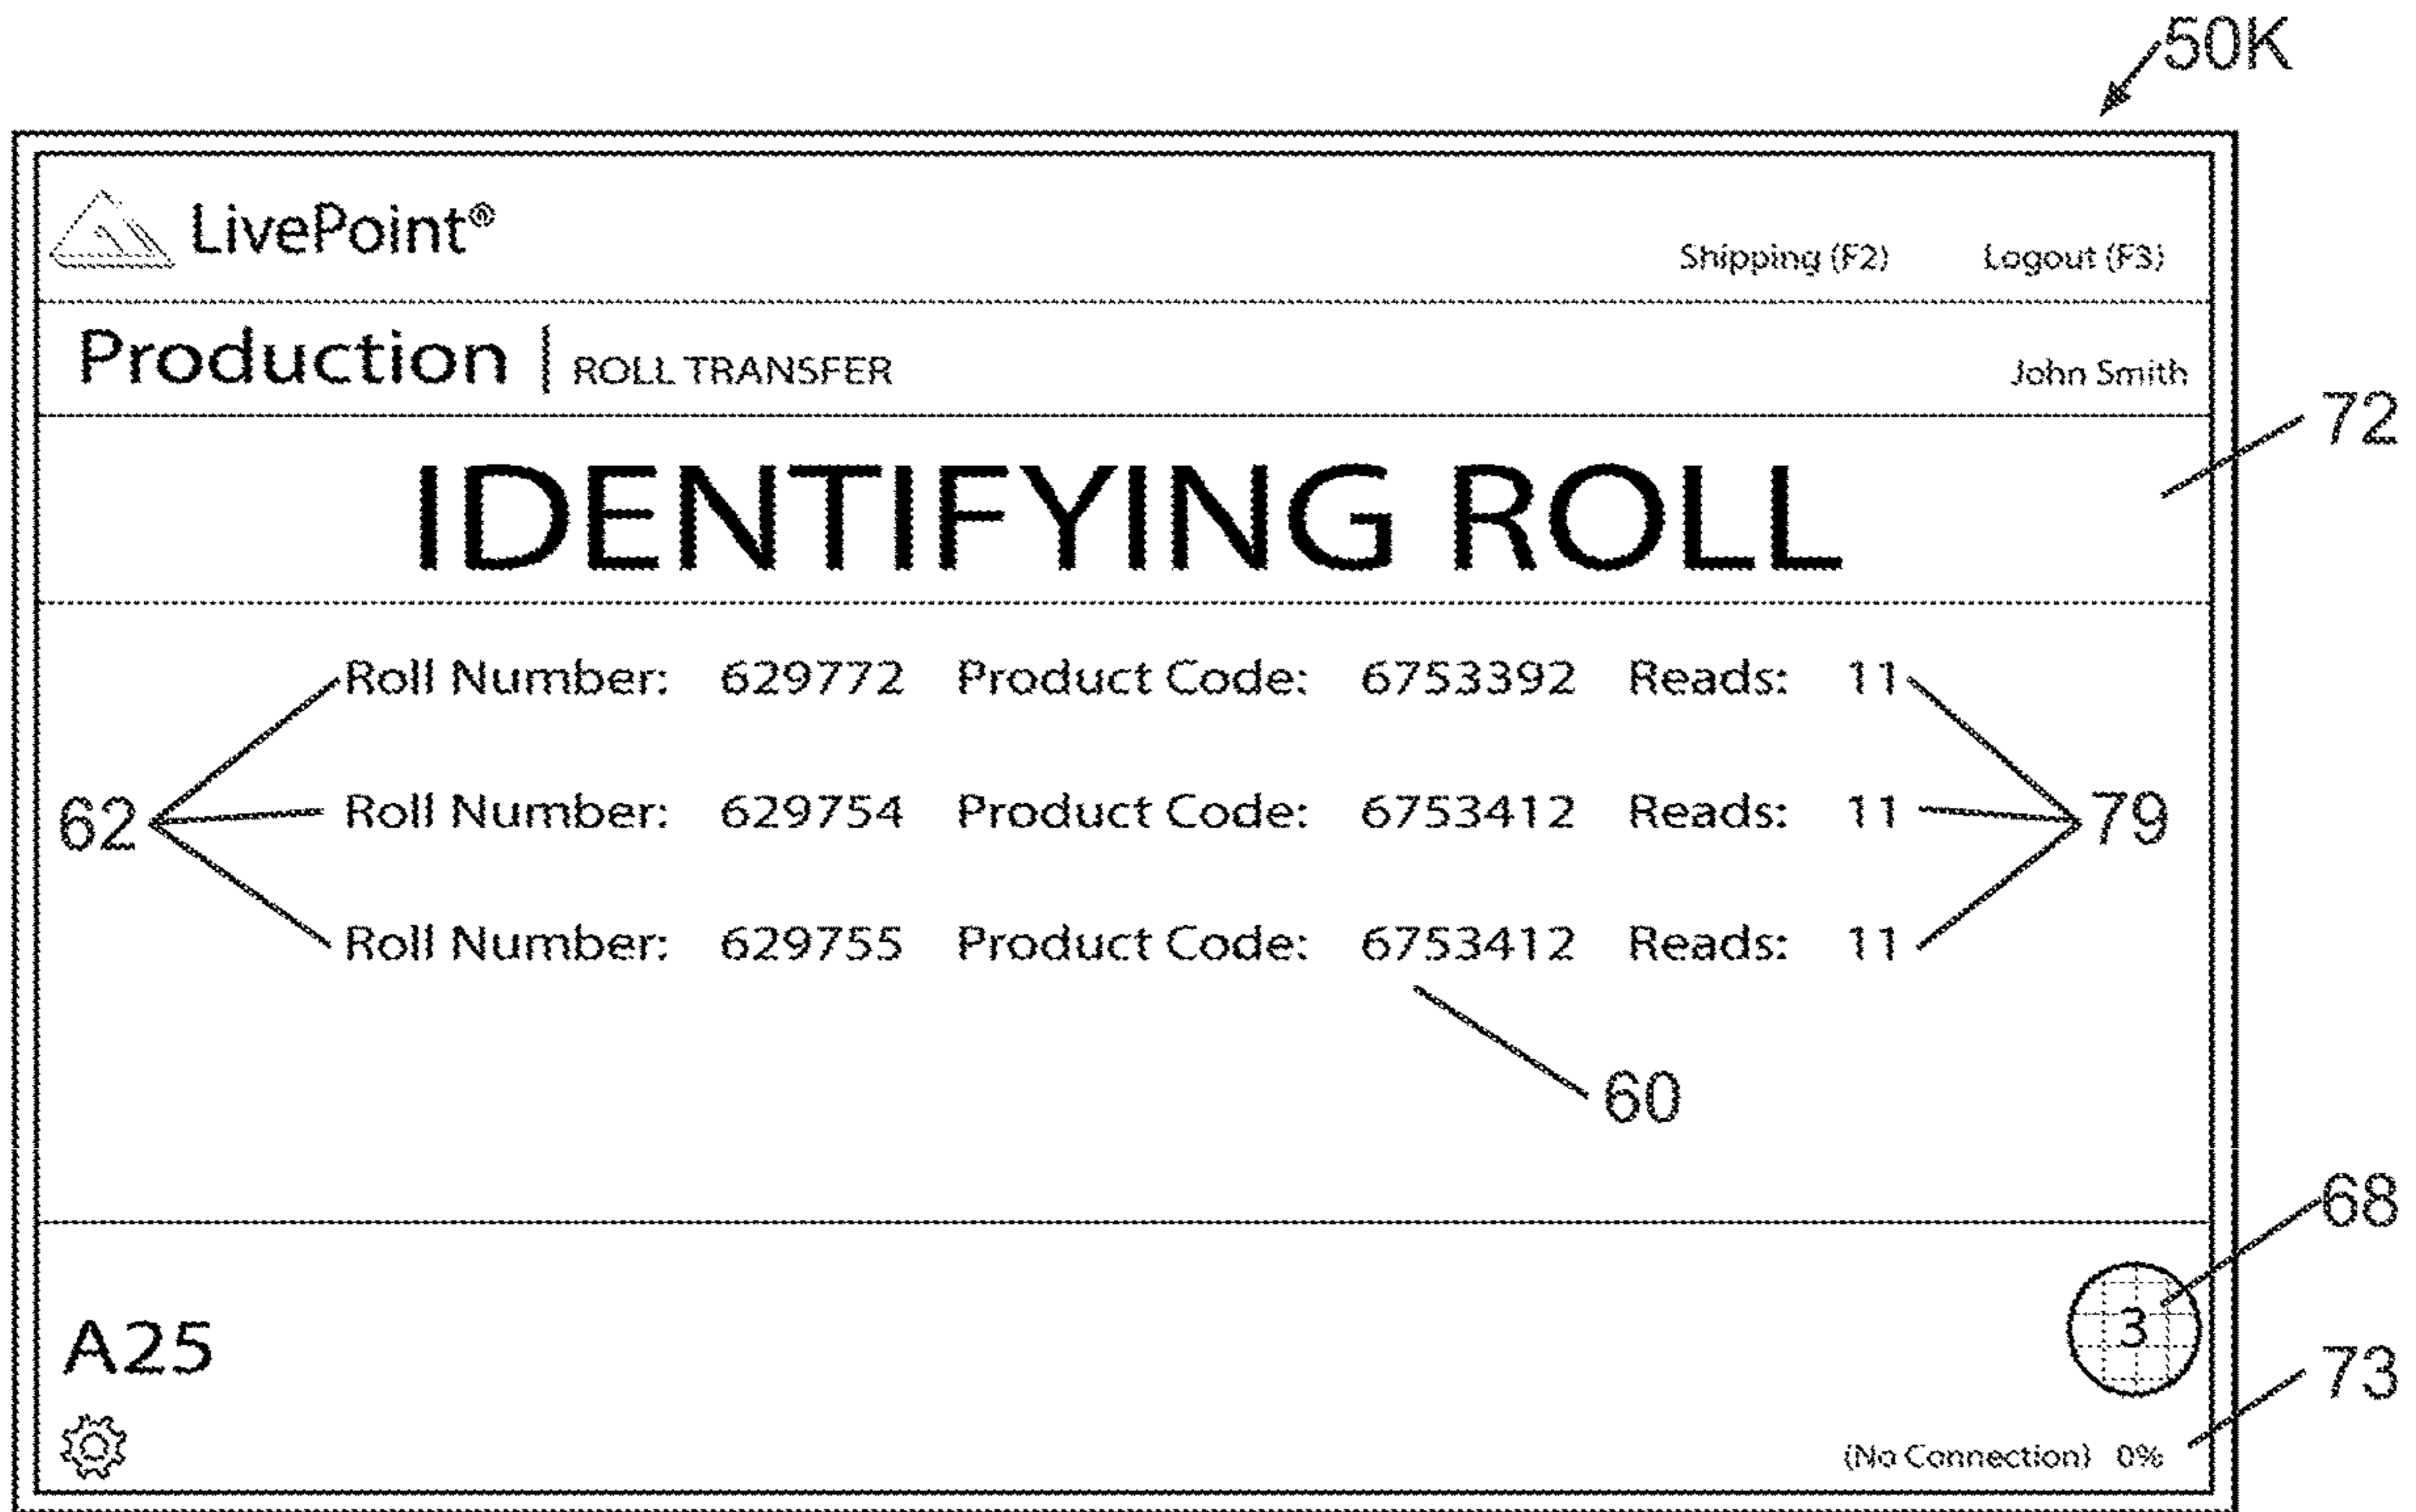 50K
LivePoint®
Shipping (F2) Logout (F3)
Production | ROLL TRANSFER John Smith
72
IDENTIFYING ROLL
Roll Number: 629772 Product Code: 6753392 Reads: 11
62 Roll Number: 629754 Product Code: 6753412 Reads: 11 79
Roll Number: 629755 Product Code: 6753412 Reads: 11
60
68
A25 3
73
(No Connection) 0%